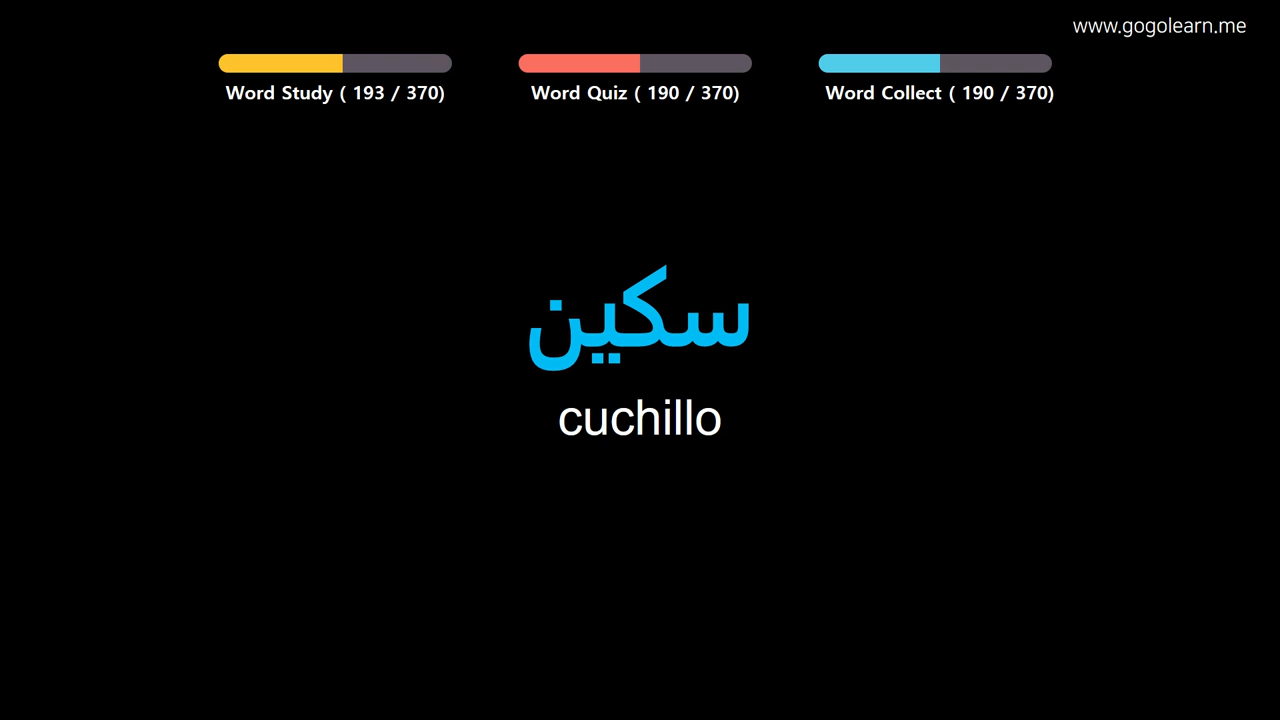 www.gogolearn.me
Word Study ( 193 / 370)
Word Quiz ( 190 / 370)
Word Collect ( 190 / 370)
سكين
cuchillo